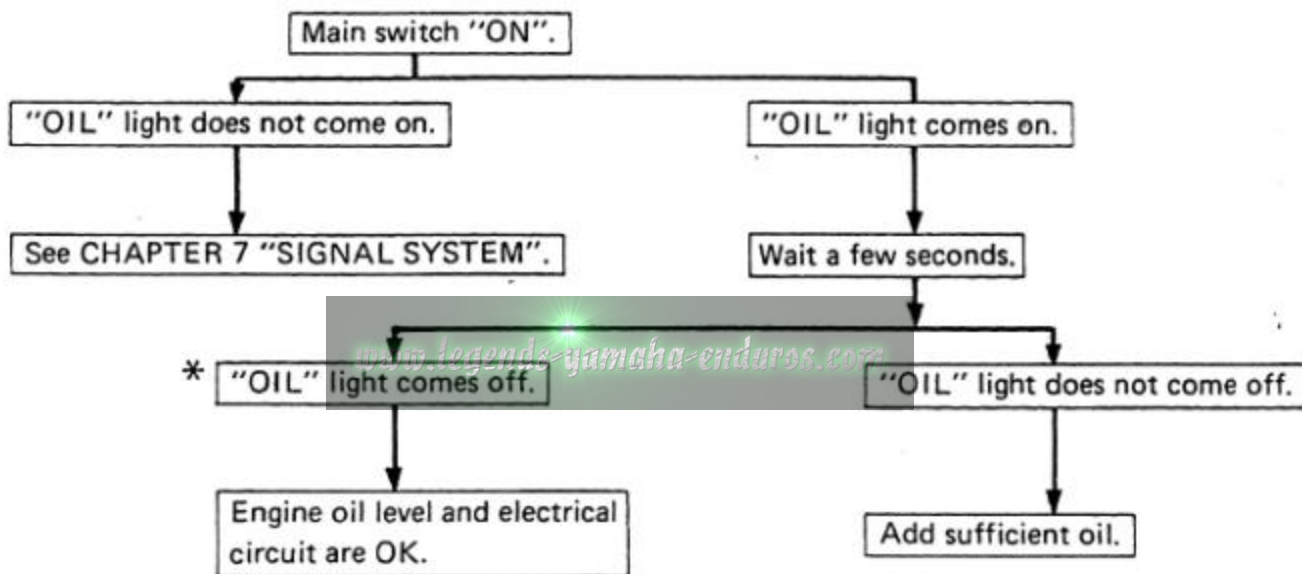 Main switch "ON".
"OIL" light does not come on.
"OIL" light comes on.
See CHAPTER 7 "SIGNAL SYSTEM".
Wait a few seconds.
www.legends-yamaha-enduros.com
* "OIL" light comes off.
"OIL" light does not come off.
Engine oil level and electrical
circuit are OK.
Add sufficient oil.